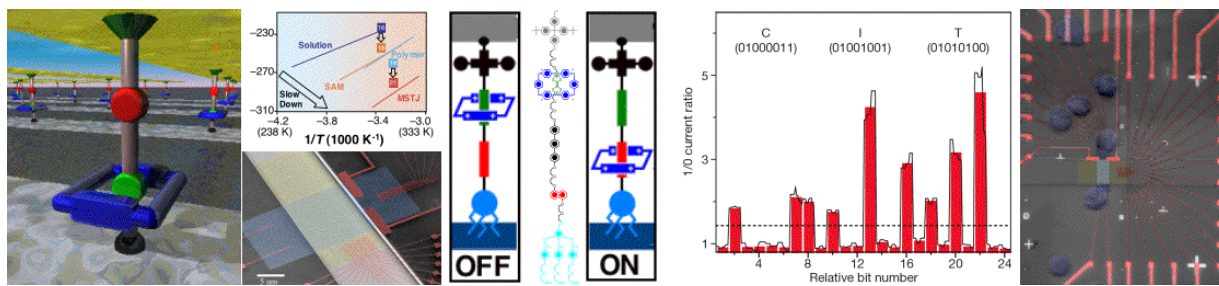 −230
−270
−310
Solution
Polymer
SAM
MSTJ
Slow
Down
−4.2
−3.8
−3.4
−3.0
(238 K)
(333 K)
1/T (1000 K⁻¹)
5 μm
OFF
ON
C
I
T
(01000011)
(01001001)
(01010100)
5
3
1
1/0 current ratio
4
8
12
16
20
24
Relative bit number